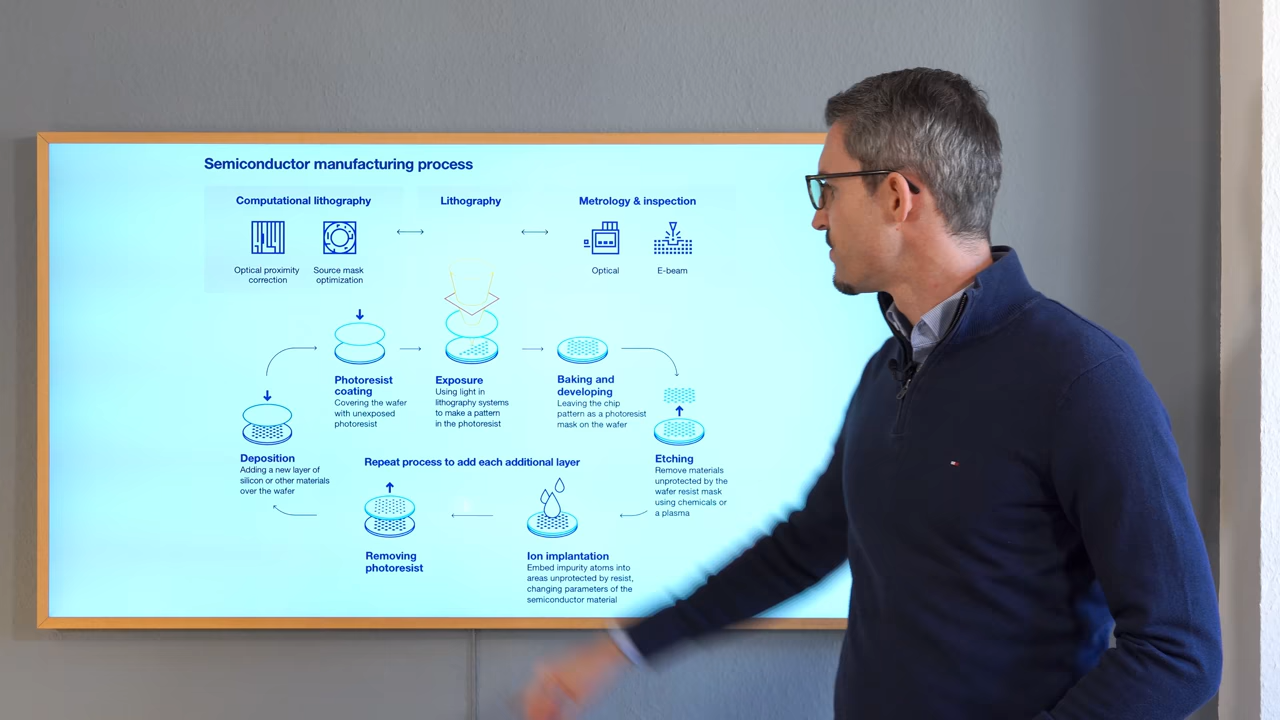 Semiconductor manufacturing process
Computational lithography
Lithography
Metrology & inspection
Optical proximity
correction
Source mask
optimization
Optical
E-beam
Photoresist
coating
Covering the wafer
with unexposed
photoresist
Exposure
Using light in
lithography systems
to make a pattern
in the photoresist
Baking and
developing
Leaving the chip
pattern as a photoresist
mask on the wafer
Deposition
Adding a new layer of
silicon or other materials
over the wafer
Repeat process to add each additional layer
Etching
Remove materials
unprotected by the
wafer resist mask
using chemicals or
a plasma
Removing
photoresist
Ion implantation
Embed impurity atoms into
areas unprotected by resist,
changing parameters of the
semiconductor material